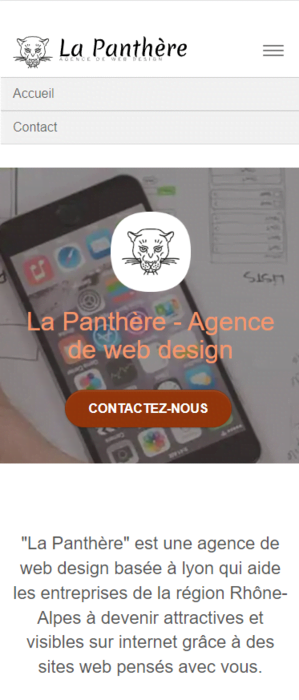 La Panthère
AGENCE DE WEB DESIGN
Accueil
Contact
La Panthère - Agence
de web design
CONTACTEZ-NOUS
"La Panthère" est une agence de
web design basée à lyon qui aide
les entreprises de la région Rhône-
Alpes à devenir attractives et
visibles sur internet grâce à des
sites web pensés avec vous.